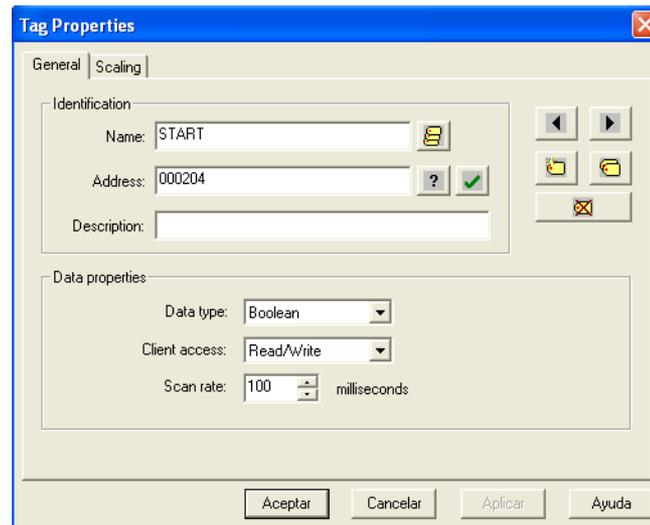 Tag Properties
General Scaling
Identification
Name: START
Address: 000204 ?
Description:
Data properties
Data type: Boolean
Client access: Read/Write
Scan rate: 100 milliseconds
Aceptar Cancelar Aplicar Ayuda